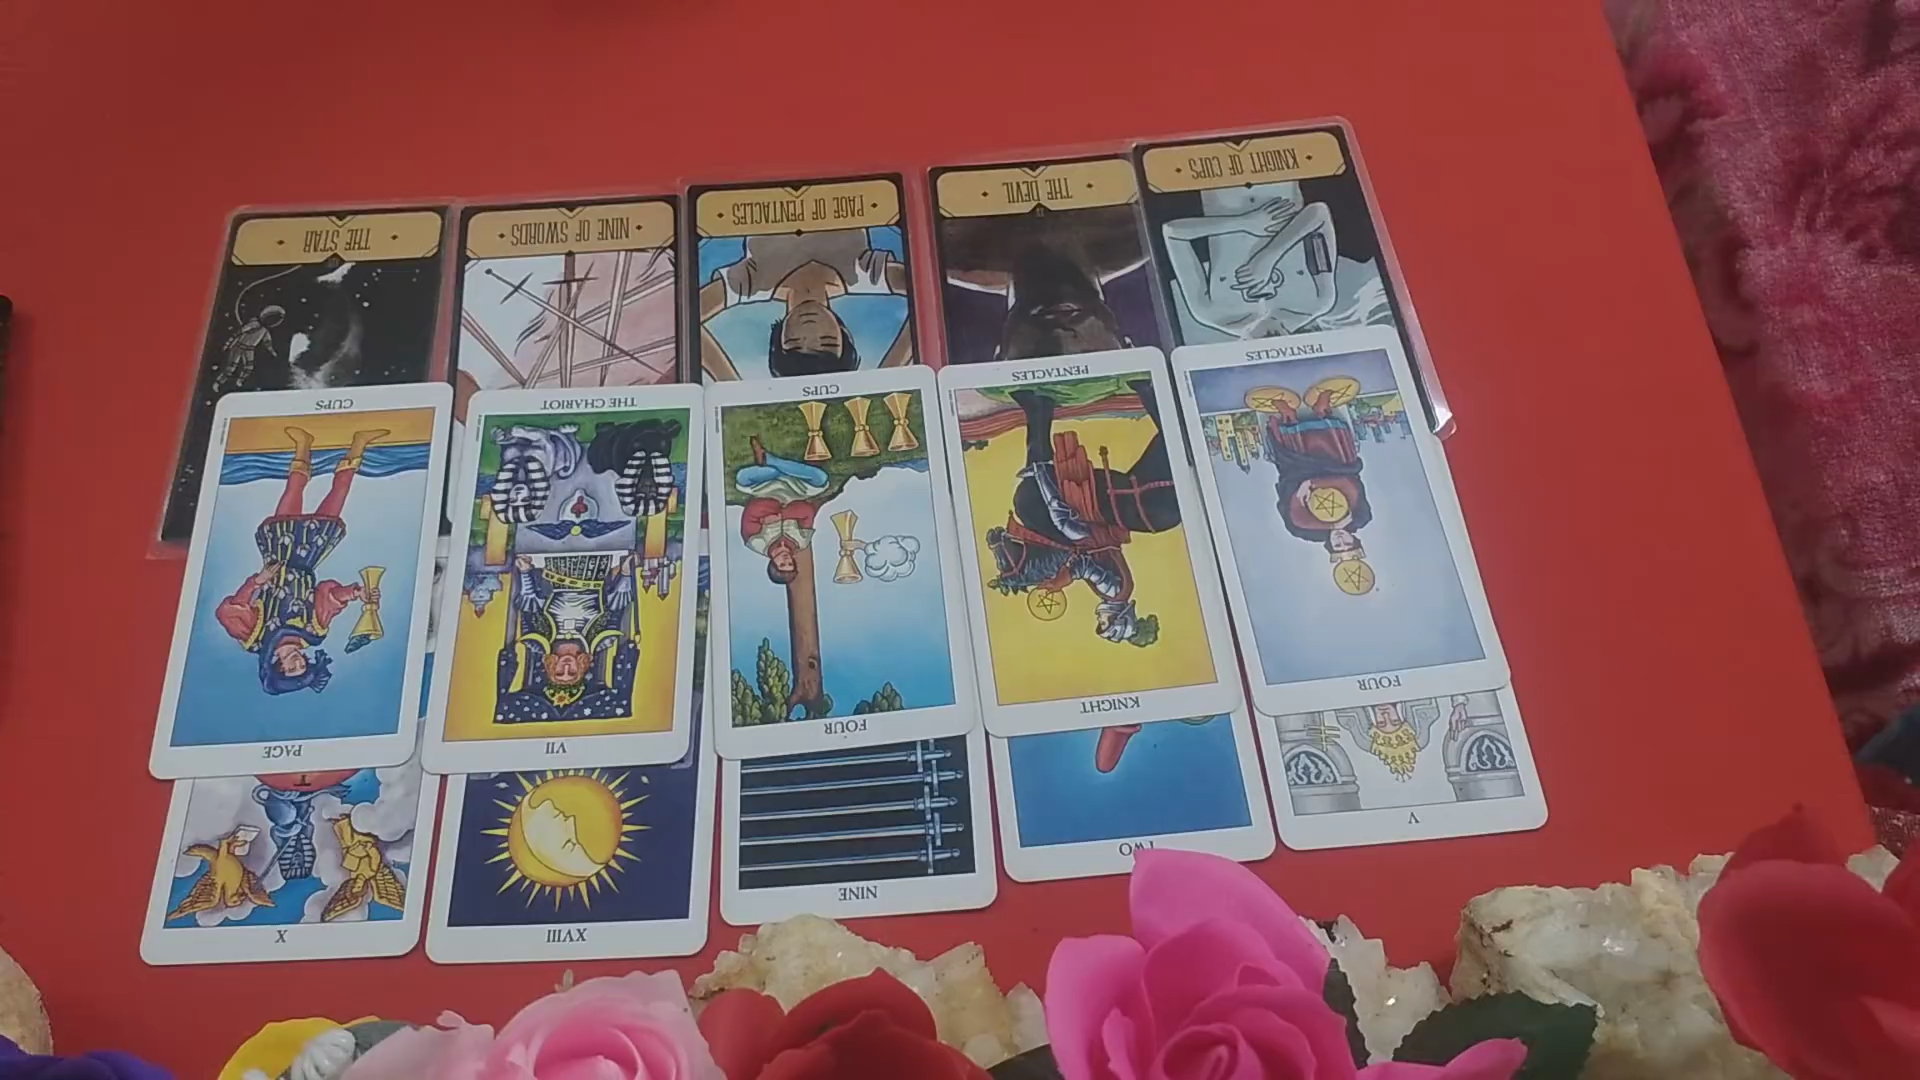 THE STAR
NINE OF SWORDS
PAGE OF PENTACLES
THE DEVIL
KNIGHT OF CUPS
CUPS
THE CHARIOT
CUPS
PENTACLES
PENTACLES
PAGE
VII
FOUR
KNIGHT
FOUR
X
XVIII
NINE
TWO
V